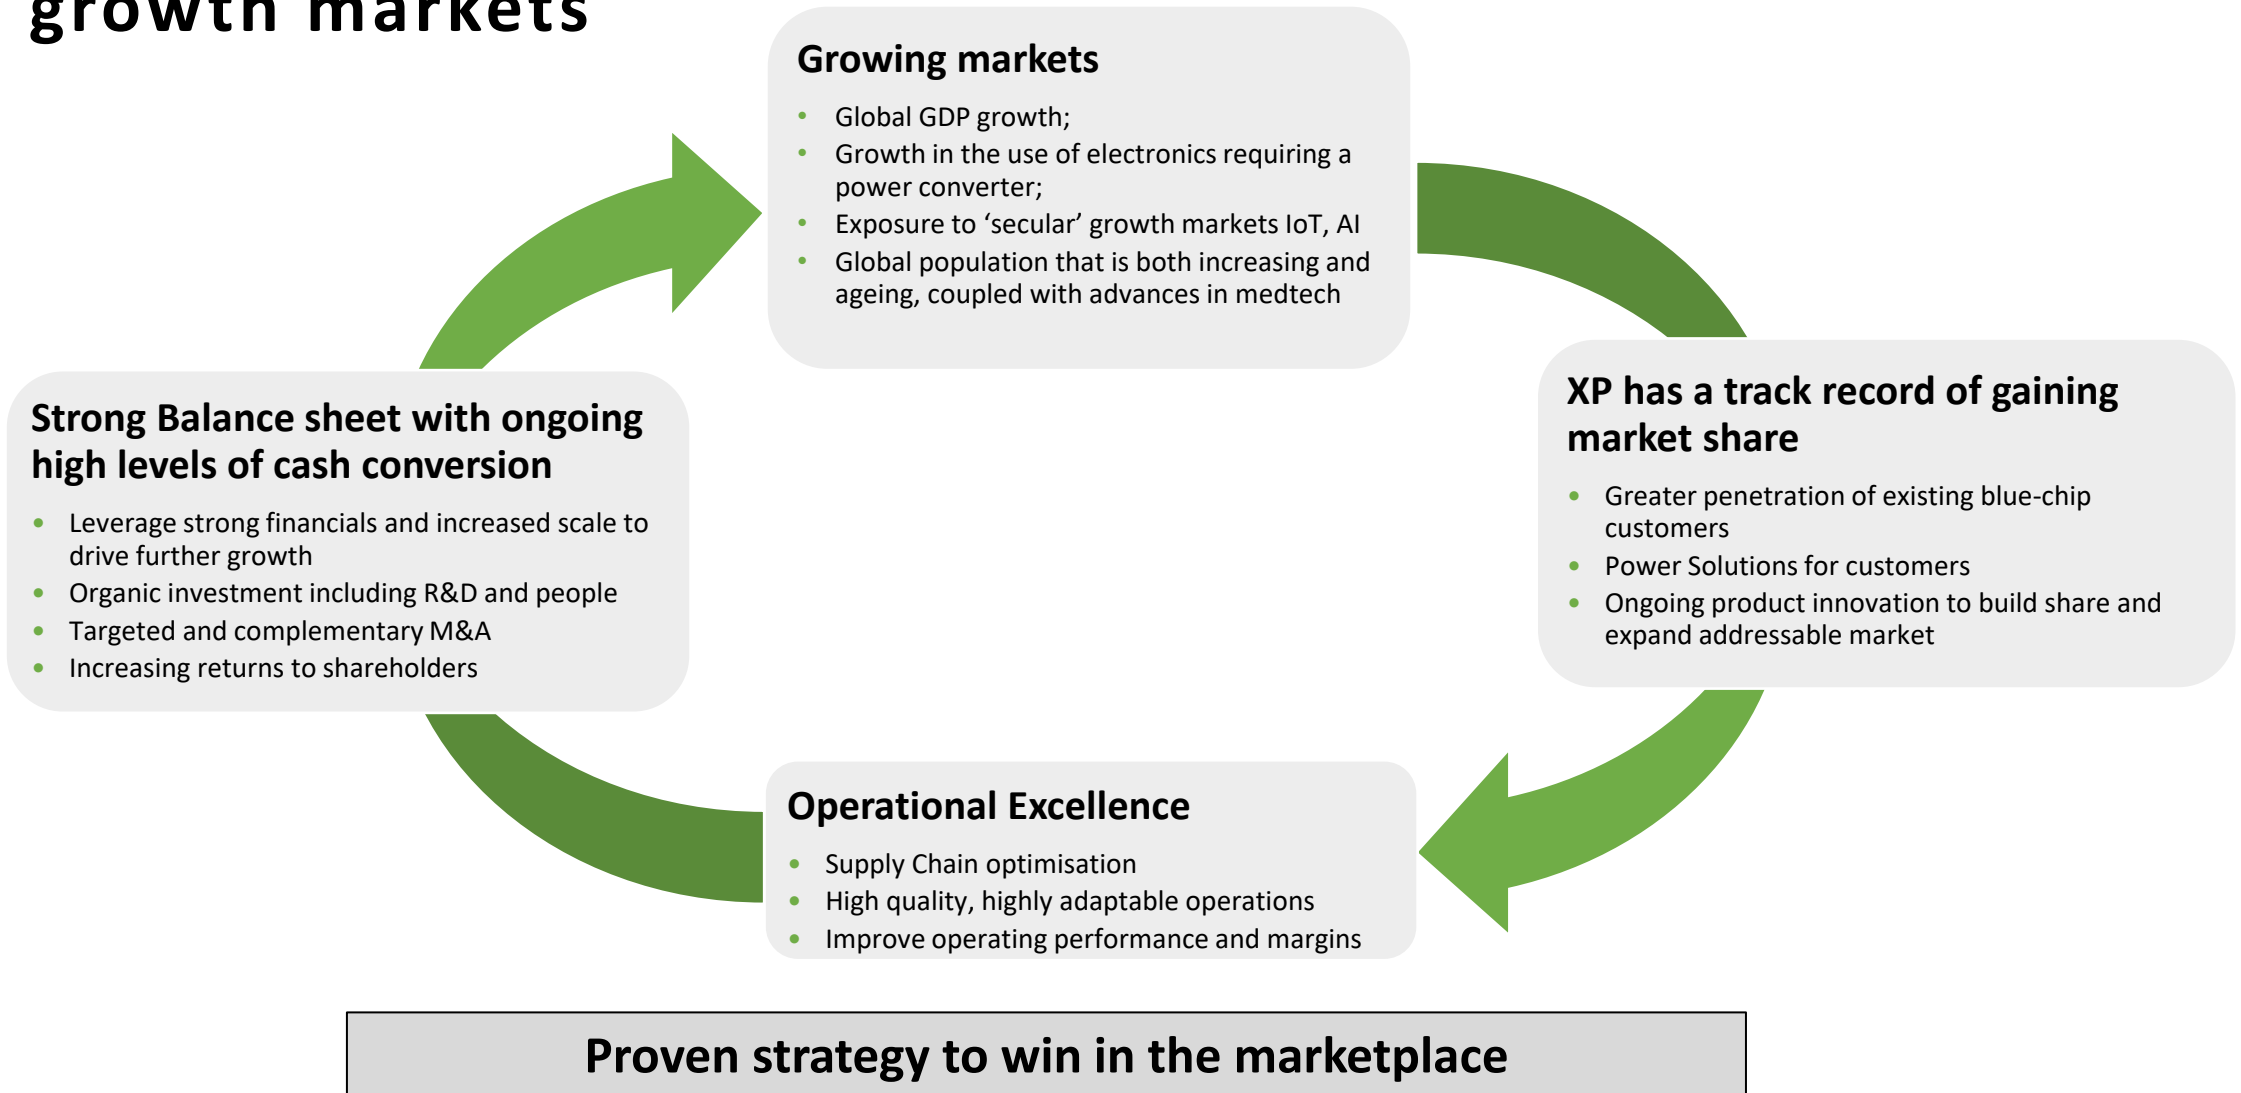 growth markets
Growing markets
• Global GDP growth;
• Growth in the use of electronics requiring a
power converter;
• Exposure to ‘secular’ growth markets IoT, AI
• Global population that is both increasing and
ageing, coupled with advances in medtech
XP has a track record of gaining
market share
• Greater penetration of existing blue-chip
customers
• Power Solutions for customers
• Ongoing product innovation to build share and
expand addressable market
Operational Excellence
• Supply Chain optimisation
• High quality, highly adaptable operations
• Improve operating performance and margins
Strong Balance sheet with ongoing
high levels of cash conversion
• Leverage strong financials and increased scale to
drive further growth
• Organic investment including R&D and people
• Targeted and complementary M&A
• Increasing returns to shareholders
Proven strategy to win in the marketplace